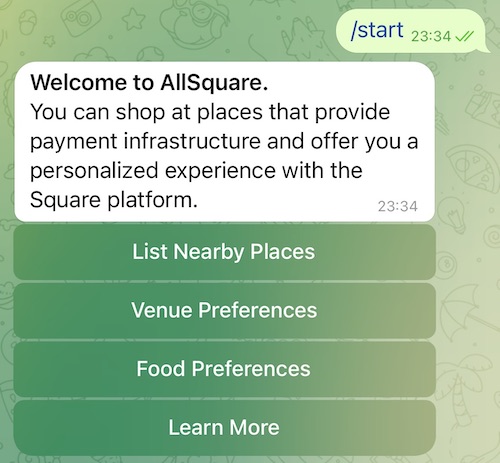 /start 23:34
Welcome to AllSquare.
You can shop at places that provide
payment infrastructure and offer you a
personalized experience with the
Square platform.
23:34
List Nearby Places
Venue Preferences
Food Preferences
Learn More